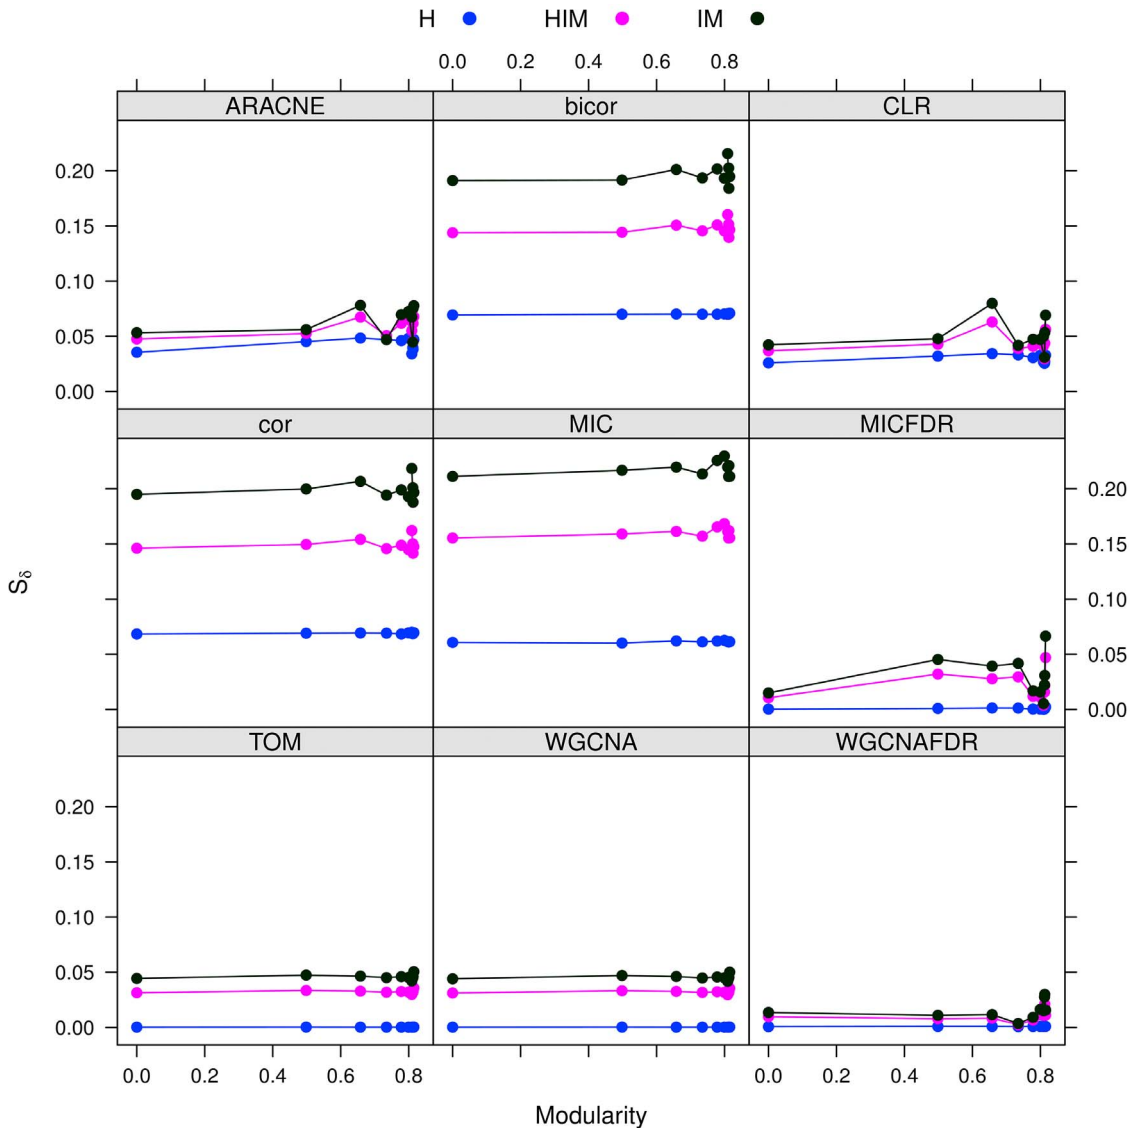 H HIM IM
0.0 0.2 0.4 0.6 0.8
ARACNE bicor CLR
0.20
0.15
0.10
0.05
0.00
cor MIC MICFDR
0.20
0.15
0.10
0.05
0.00
Sδ
TOM WGCNA WGCNAFDR
0.20
0.15
0.10
0.05
0.00
0.0 0.2 0.4 0.6 0.8 0.0 0.2 0.4 0.6 0.8
Modularity